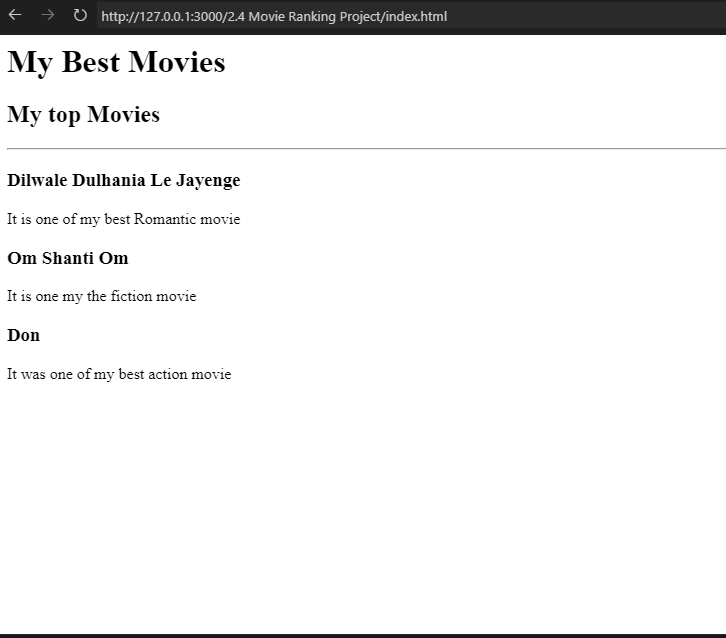 http://127.0.0.1:3000/2.4 Movie Ranking Project/index.html
My Best Movies
My top Movies
Dilwale Dulhania Le Jayenge
It is one of my best Romantic movie
Om Shanti Om
It is one my the fiction movie
Don
It was one of my best action movie